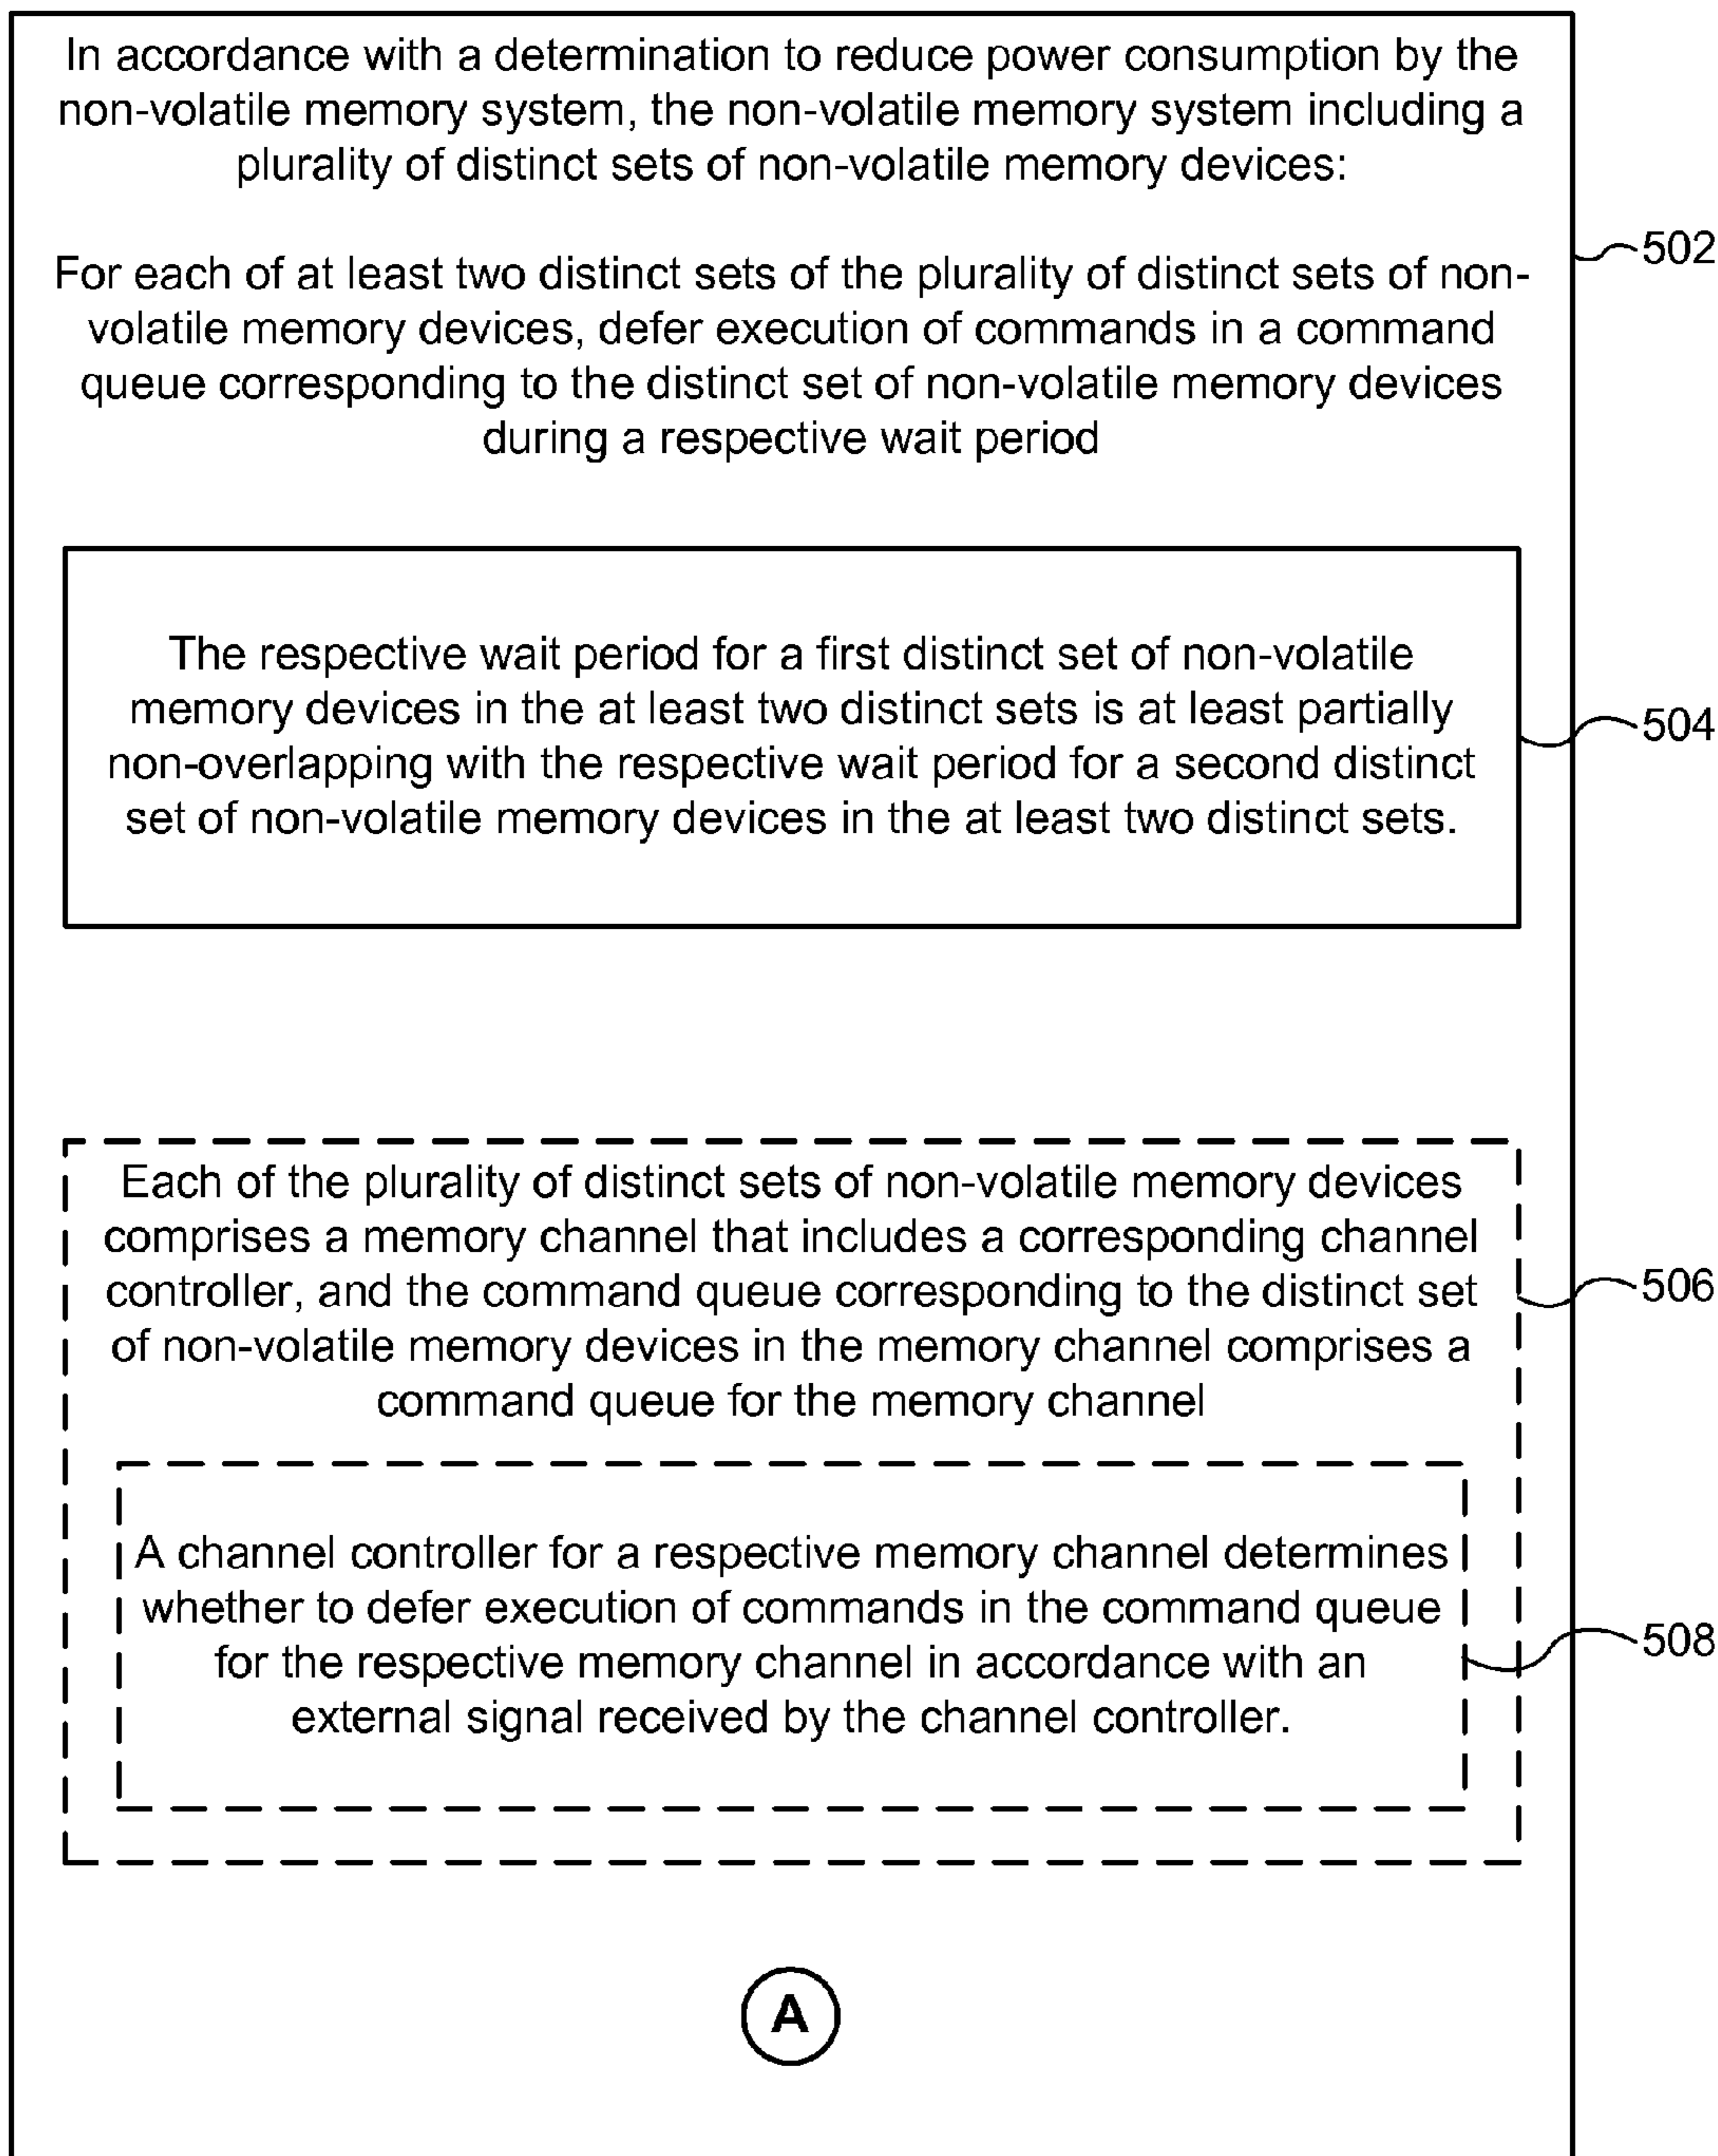 In accordance with a determination to reduce power consumption by the
non-volatile memory system, the non-volatile memory system including a
plurality of distinct sets of non-volatile memory devices:
For each of at least two distinct sets of the plurality of distinct sets of non-
volatile memory devices, defer execution of commands in a command
queue corresponding to the distinct set of non-volatile memory devices
during a respective wait period
502
The respective wait period for a first distinct set of non-volatile
memory devices in the at least two distinct sets is at least partially
non-overlapping with the respective wait period for a second distinct
set of non-volatile memory devices in the at least two distinct sets.
504
Each of the plurality of distinct sets of non-volatile memory devices
comprises a memory channel that includes a corresponding channel
controller, and the command queue corresponding to the distinct set
of non-volatile memory devices in the memory channel comprises a
command queue for the memory channel
506
A channel controller for a respective memory channel determines
whether to defer execution of commands in the command queue
for the respective memory channel in accordance with an
external signal received by the channel controller.
508
A